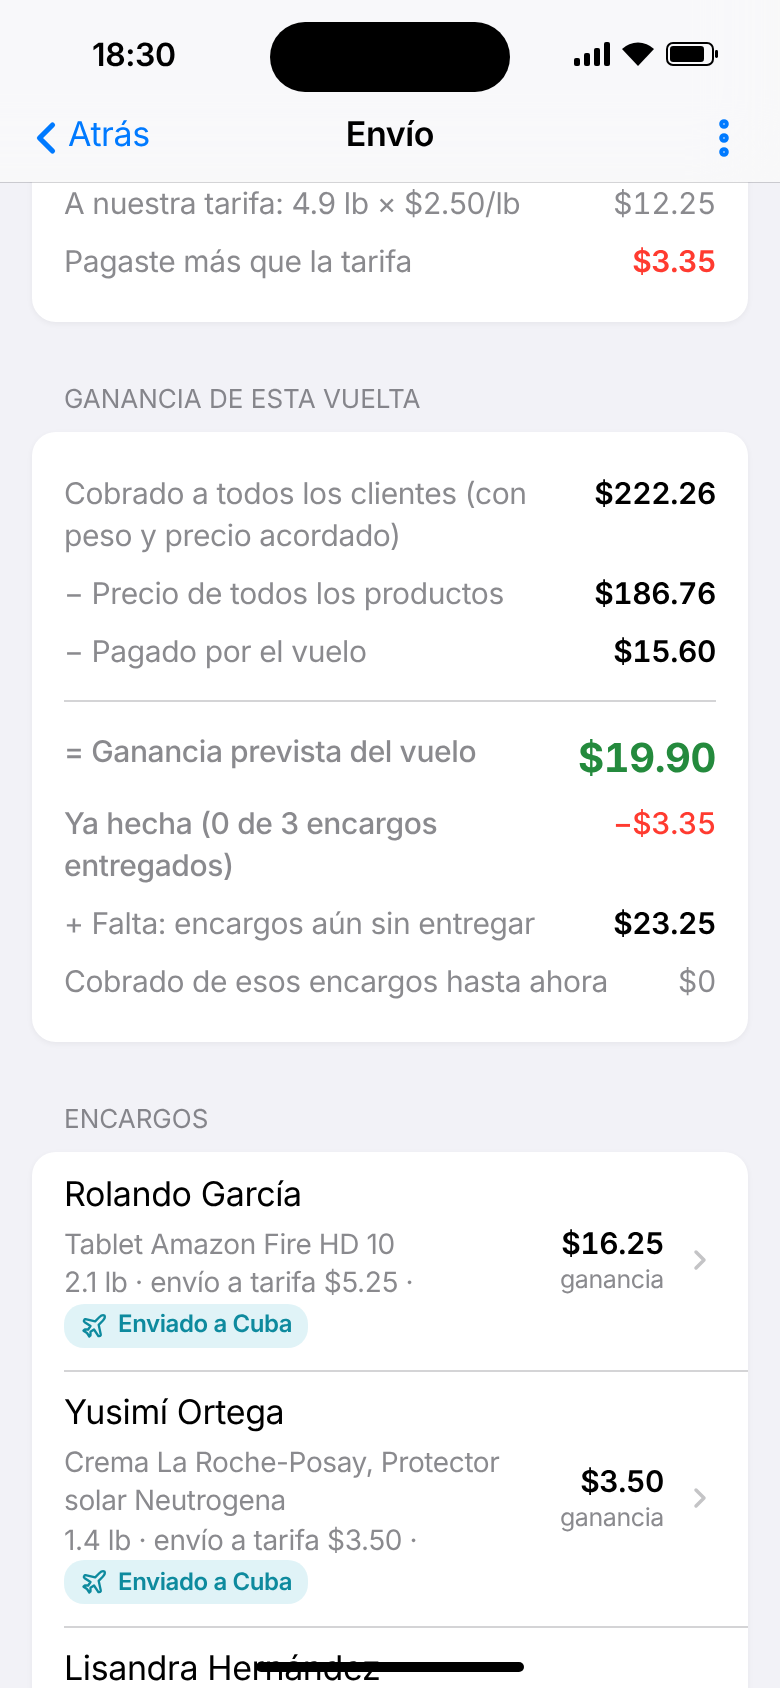 18:30
Atrás
Envío
A nuestra tarifa: 4.9 lb × $2.50/lb $12.25
Pagaste más que la tarifa $3.35
GANANCIA DE ESTA VUELTA
Cobrado a todos los clientes (con $222.26
peso y precio acordado)
− Precio de todos los productos $186.76
− Pagado por el vuelo $15.60
= Ganancia prevista del vuelo $19.90
Ya hecha (0 de 3 encargos −$3.35
entregados)
+ Falta: encargos aún sin entregar $23.25
Cobrado de esos encargos hasta ahora $0
ENCARGOS
Rolando García
Tablet Amazon Fire HD 10 $16.25
2.1 lb · envío a tarifa $5.25 · ganancia
Enviado a Cuba
Yusimí Ortega
Crema La Roche-Posay, Protector $3.50
solar Neutrogena ganancia
1.4 lb · envío a tarifa $3.50 ·
Enviado a Cuba
Lisandra Hernández